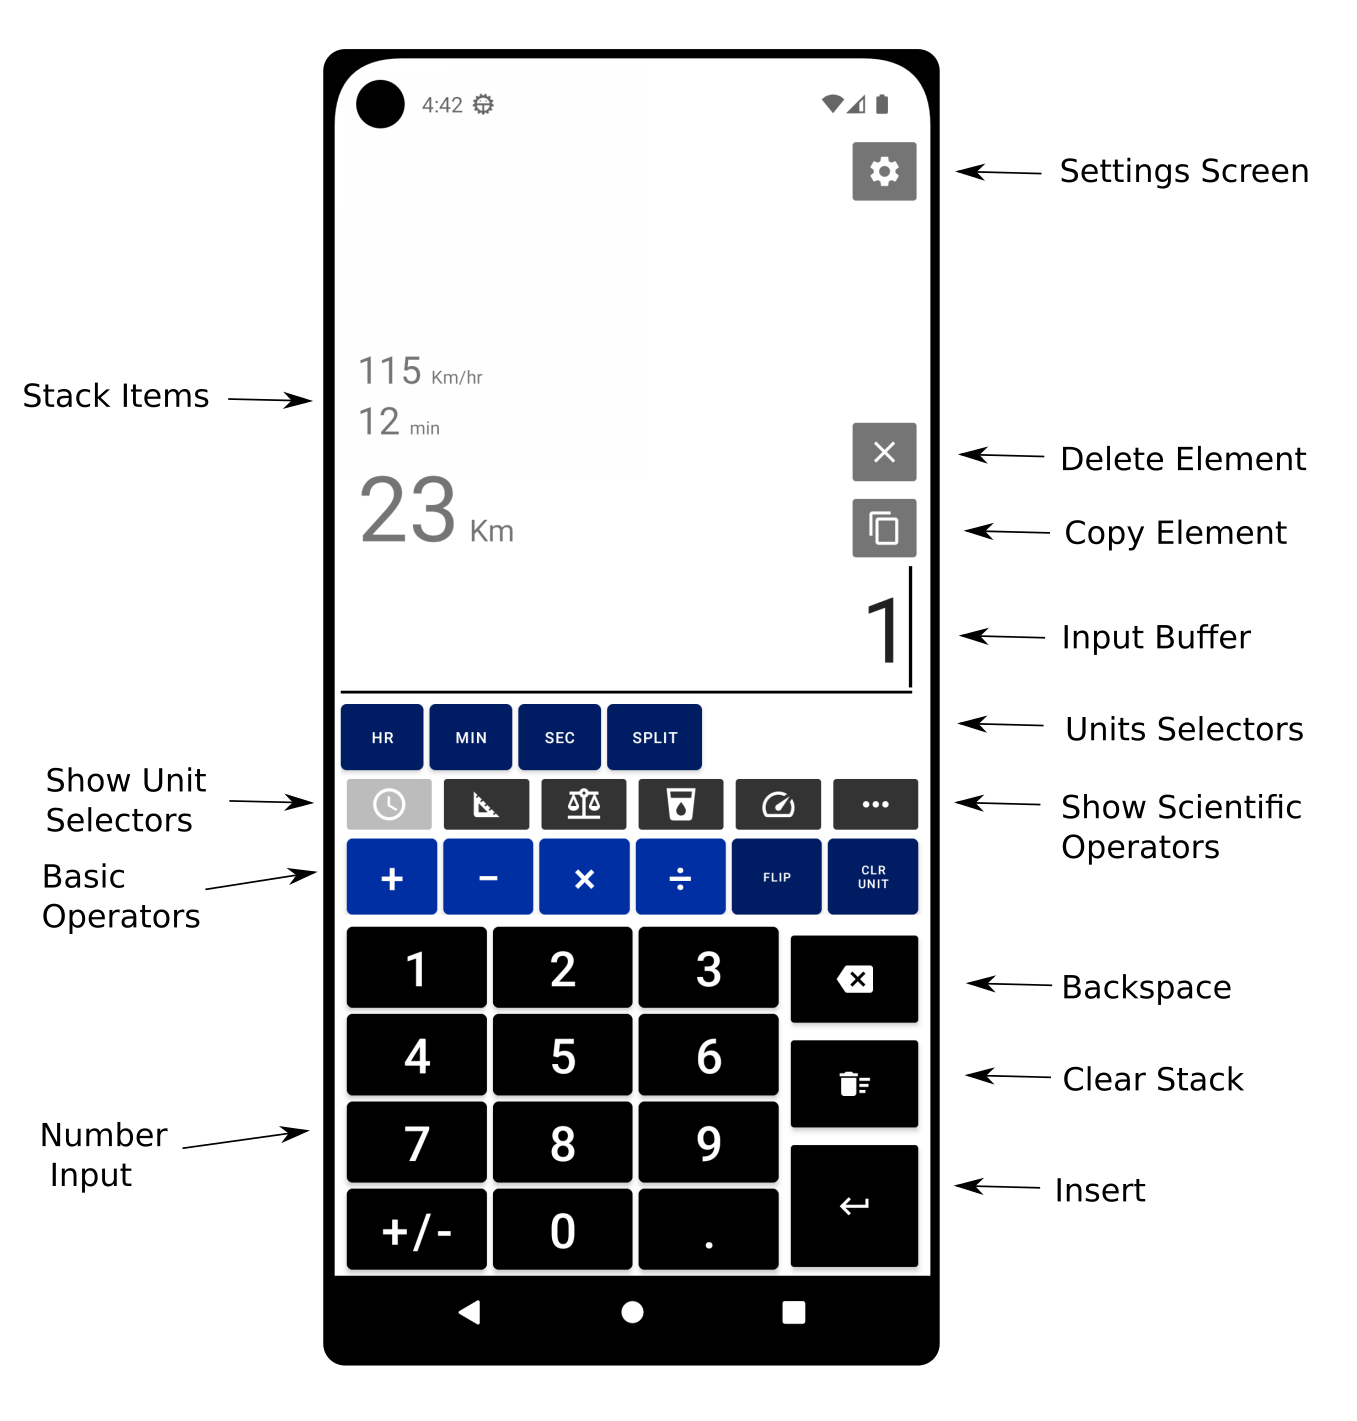 4:42
Settings Screen
115 Km/hr
Stack Items
12 min
Delete Element
23 Km
Copy Element
1
Input Buffer
HR MIN SEC SPLIT
Units Selectors
Show Unit
Selectors
Show Scientific
Operators
Basic
Operators
+ − × ÷ FLIP CLR
UNIT
1 2 3
Backspace
4 5 6
Clear Stack
7 8 9
Number
Input
Insert
+/- 0 .